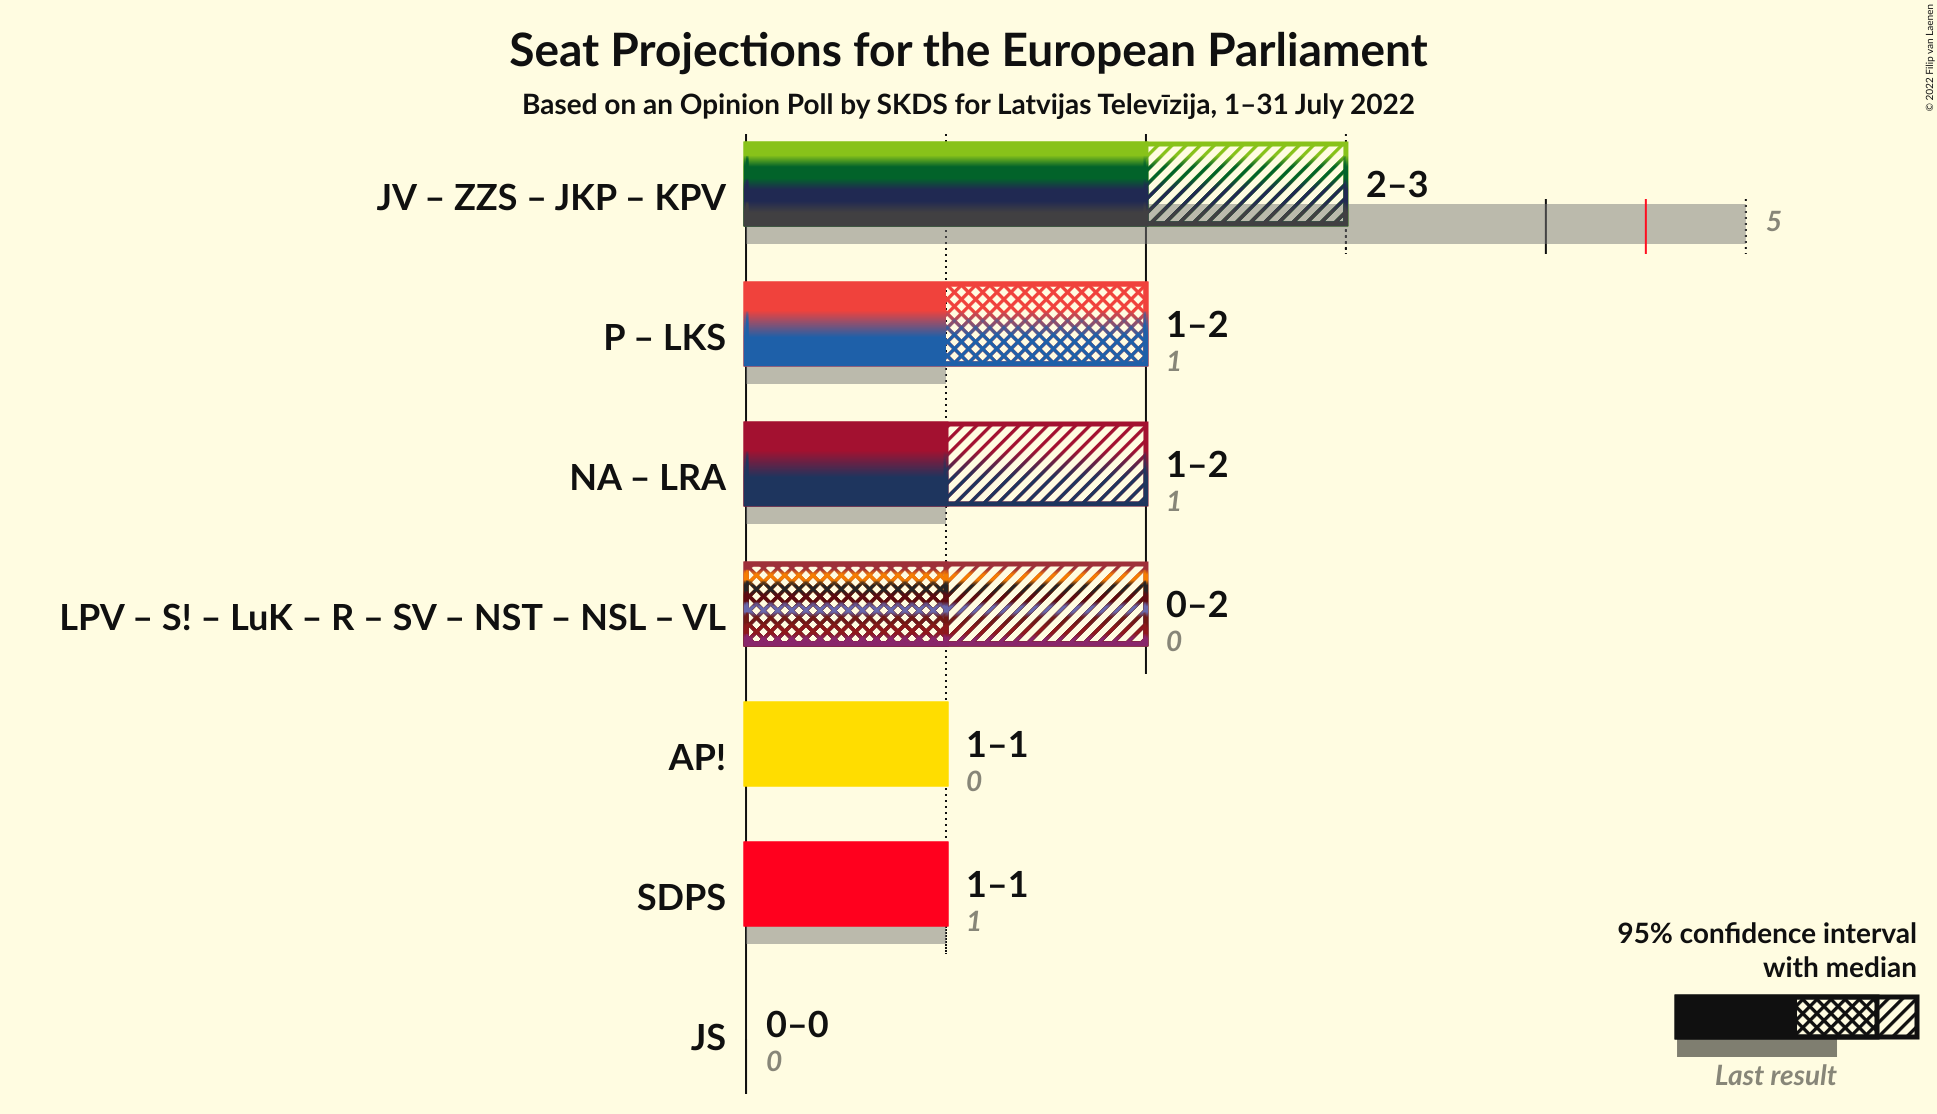 Seat Projections for the European Parliament
Based on an Opinion Poll by SKDS for Latvijas Televīzija, 1–31 July 2022
© 2022 Filip van Laenen
JV – ZZS – JKP – KPV
2–3
5
P – LKS
1–2
1
NA – LRA
1–2
1
LPV – S! – LuK – R – SV – NST – NSL – VL
0–2
0
AP!
1–1
0
SDPS
1–1
1
JS
0–0
0
95% confidence interval
with median
Last result